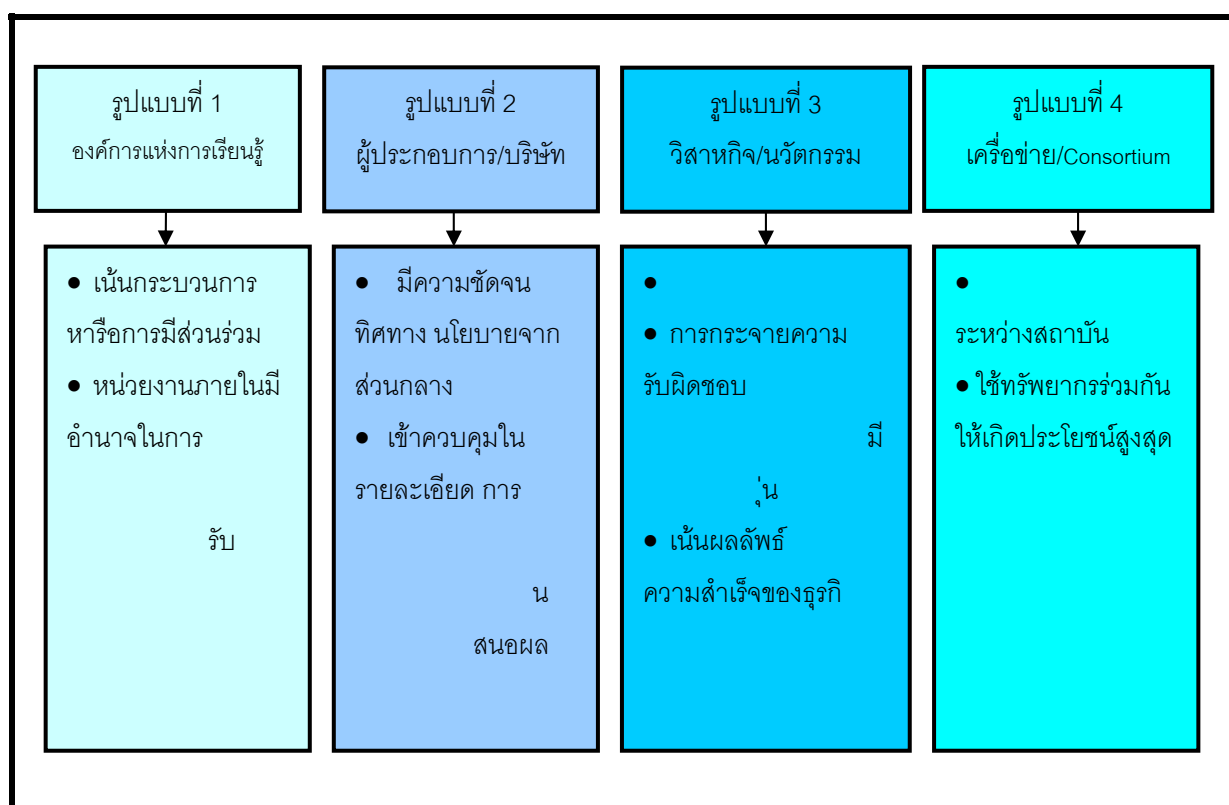 รูปแบบที่ 1
องค์การแห่งการเรียนรู้
รูปแบบที่ 2
ผู้ประกอบการ/บริษัท
รูปแบบที่ 3
วิสาหกิจ/นวัตกรรม
รูปแบบที่ 4
เครือข่าย/Consortium
● เน้นกระบวนการ
หารือการมีส่วนร่วม
● หน่วยงานภายในมี
อำนาจในการ
รับ
● มีความชัดจน
ทิศทาง นโยบายจาก
ส่วนกลาง
● เข้าควบคุมใน
รายละเอียด การ
น
สนอผล
●
● การกระจายความ
รับผิดชอบ
มี
ุ่น
● เน้นผลลัพธ์
ความสำเร็จของธุรกิ
●
ระหว่างสถาบัน
● ใช้ทรัพยากรร่วมกัน
ให้เกิดประโยชน์สูงสุด